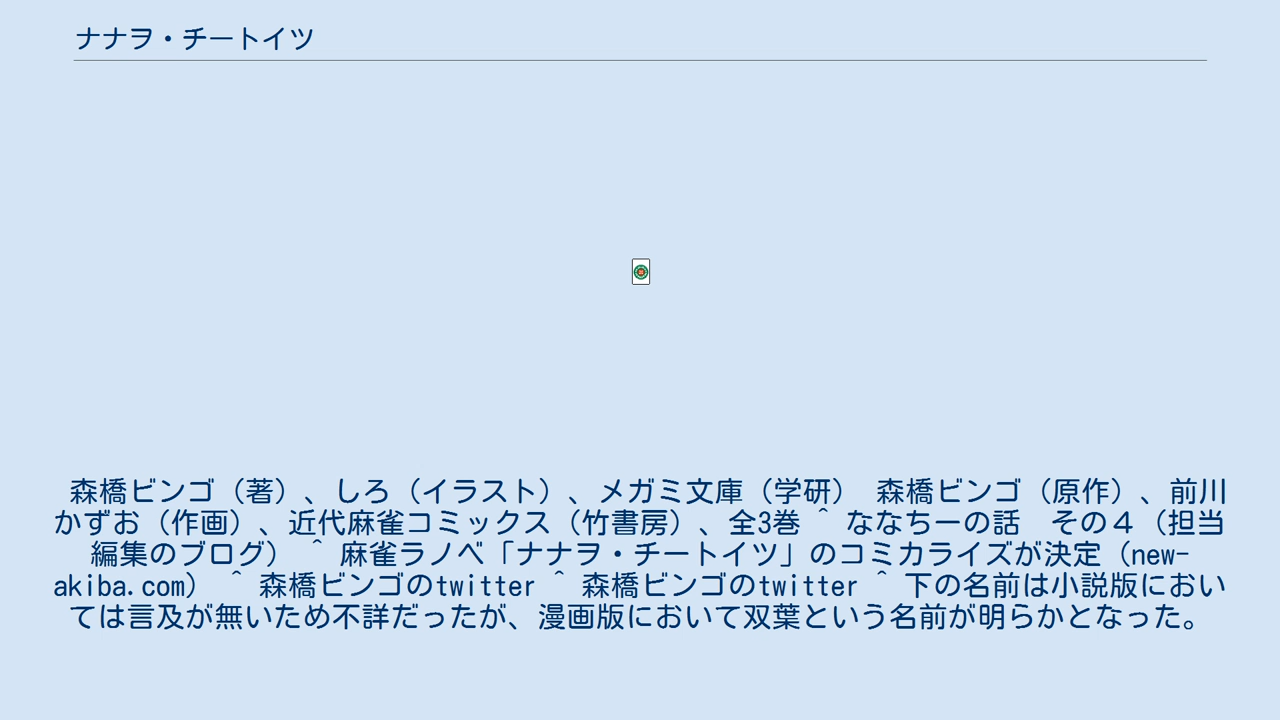 ナナヲ・チートイツ
森橋ビンゴ（著）、しろ（イラスト）、メガミ文庫（学研） 森橋ビンゴ（原作）、前川
かずお（作画）、近代麻雀コミックス（竹書房）、全3巻 ^ ななちーの話　その４（担当
編集のブログ） ^ 麻雀ラノベ「ナナヲ・チートイツ」のコミカライズが決定（new-
akiba.com） ^ 森橋ビンゴのtwitter ^ 森橋ビンゴのtwitter ^ 下の名前は小説版におい
ては言及が無いため不詳だったが、漫画版において双葉という名前が明らかとなった。